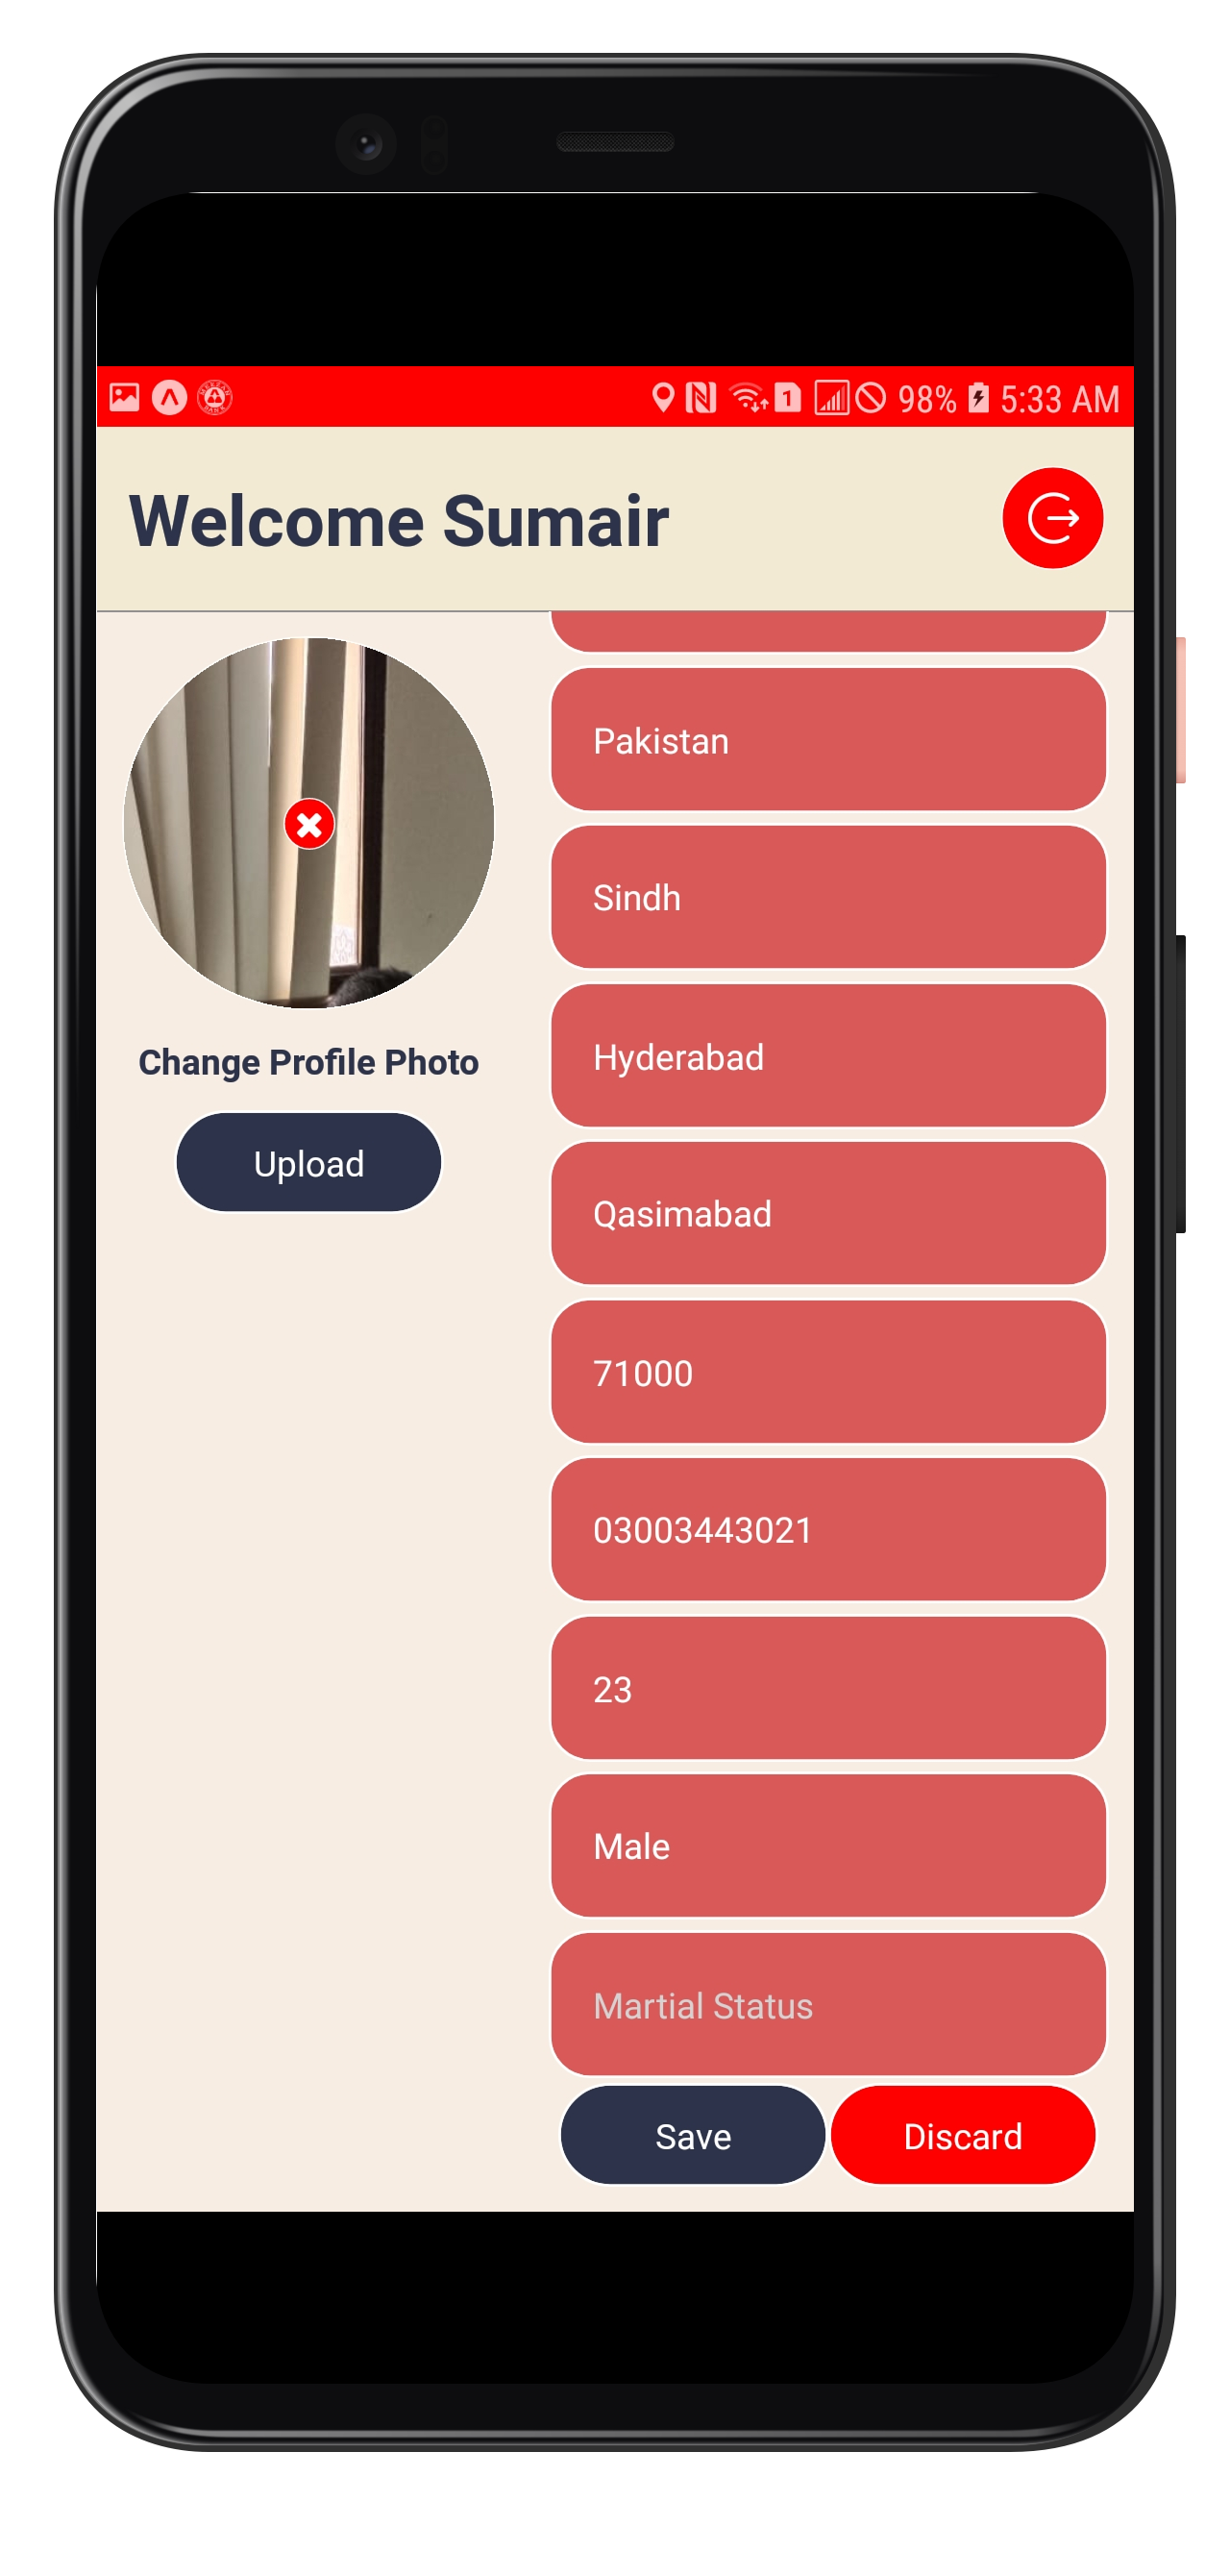 98% 5:33 AM
Welcome Sumair
Change Profile Photo
Upload
Pakistan
Sindh
Hyderabad
Qasimabad
71000
03003443021
23
Male
Martial Status
Save
Discard